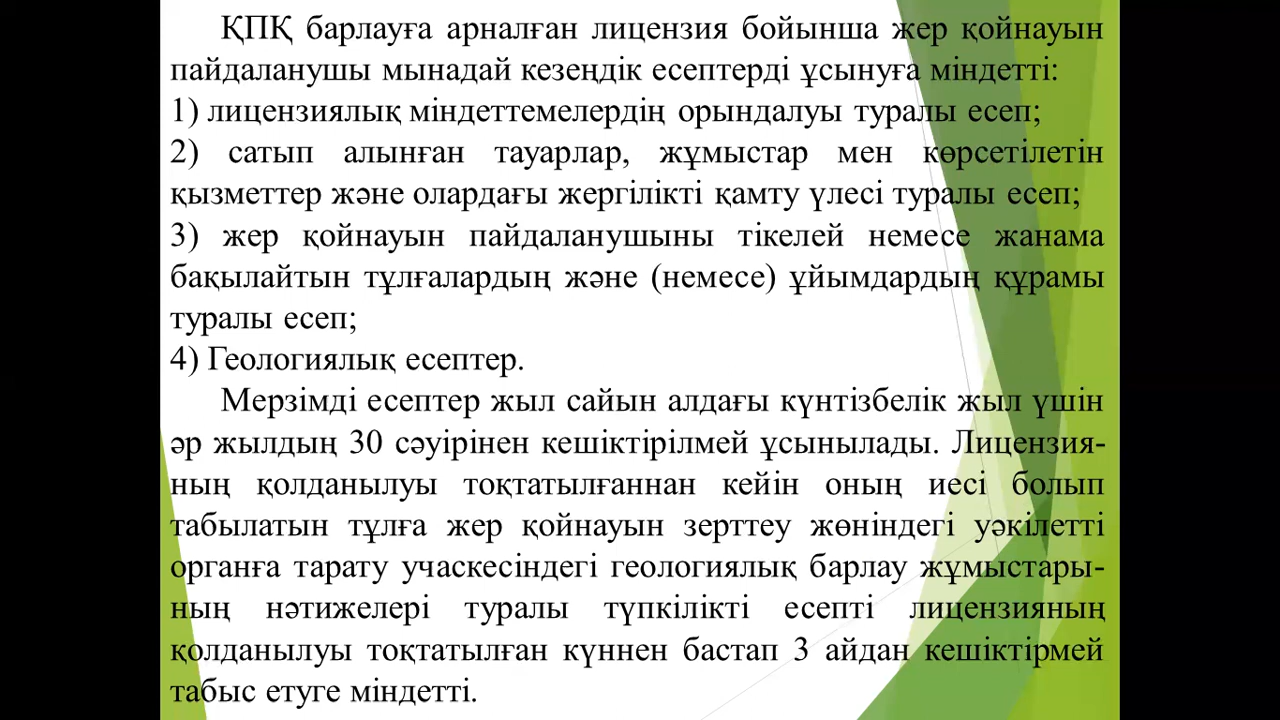 ҚПҚ барлауға арналған лицензия бойынша жер қойнауын
пайдаланушы мынадай кезеңдік есептерді ұсынуға міндетті:
1) лицензиялық міндеттемелердің орындалуы туралы есеп;
2) сатып алынған тауарлар, жұмыстар мен көрсетілетін
қызметтер және олардағы жергілікті қамту үлесі туралы есеп;
3) жер қойнауын пайдаланушыны тікелей немесе жанама
бақылайтын тұлғалардың және (немесе) ұйымдардың құрамы
туралы есеп;
4) Геологиялық есептер.
Мерзімді есептер жыл сайын алдағы күнтізбелік жыл үшін
әр жылдың 30 сәуірінен кешіктірілмей ұсынылады. Лицензия-
ның қолданылуы тоқтатылғаннан кейін оның иесі болып
табылатын тұлға жер қойнауын зерттеу жөніндегі уәкілетті
органға тарату учаскесіндегі геологиялық барлау жұмыстары-
ның нәтижелері туралы түпкілікті есепті лицензияның
қолданылуы тоқтатылған күннен бастап 3 айдан кешіктірмей
табыс етуге міндетті.